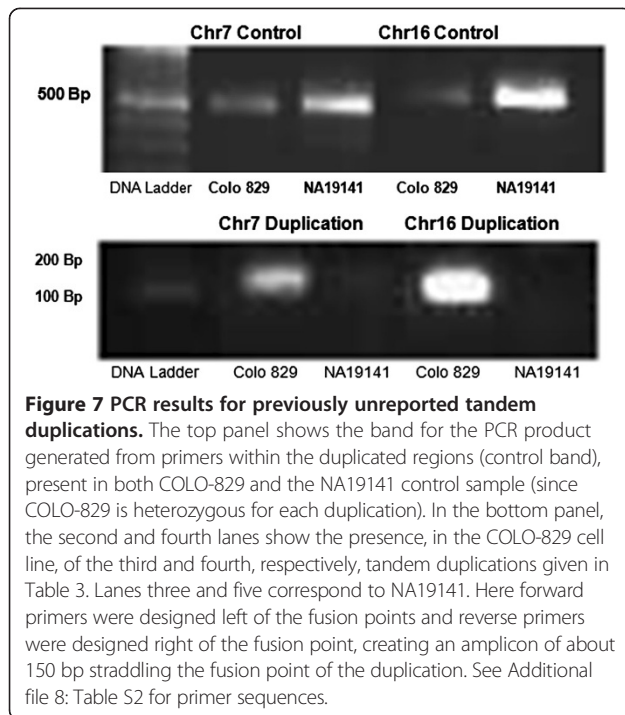 Chr7 Control Chr16 Control
500 Bp
DNA Ladder Colo 829 NA19141 Colo 829 NA19141
Chr7 Duplication Chr16 Duplication
200 Bp
100 Bp
DNA Ladder Colo 829 NA19141 Colo 829 NA19141
Figure 7 PCR results for previously unreported tandem
duplications. The top panel shows the band for the PCR product
generated from primers within the duplicated regions (control band),
present in both COLO-829 and the NA19141 control sample (since
COLO-829 is heterozygous for each duplication). In the bottom panel,
the second and fourth lanes show the presence, in the COLO-829 cell
line, of the third and fourth, respectively, tandem duplications given in
Table 3. Lanes three and five correspond to NA19141. Here forward
primers were designed left of the fusion points and reverse primers
were designed right of the fusion point, creating an amplicon of about
150 bp straddling the fusion point of the duplication. See Additional
file 8: Table S2 for primer sequences.